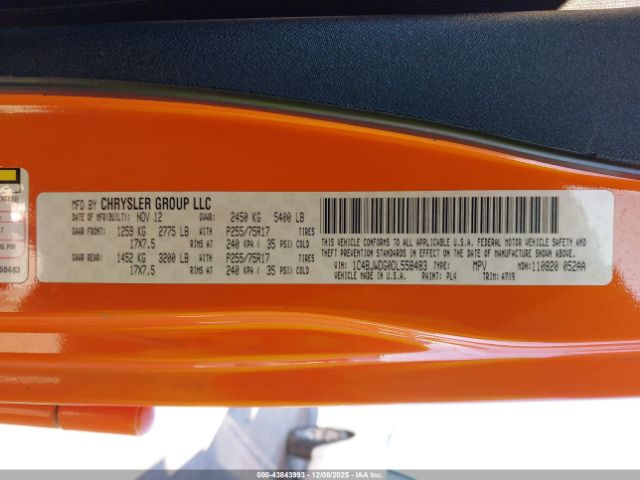 MFD BY CHRYSLER GROUP LLC
DATE OF MFR(BUILT): NOV 12 GVWR: 2450 KG 5400 LB
GAWR FRONT: 1259 KG 2775 LB WITH P255/75R17 TIRES
17X7.5 RIMS AT 240 KPA ( 35 PSI) COLD
GAWR REAR: 1452 KG 3200 LB WITH P255/75R17 TIRES
17X7.5 RIMS AT 240 KPA ( 35 PSI) COLD
THIS VEHICLE CONFORMS TO ALL APPLICABLE U.S.A. FEDERAL MOTOR VEHICLE SAFETY AND
THEFT PREVENTION STANDARDS IN EFFECT ON THE DATE OF MANUFACTURE SHOWN ABOVE.
VIN: 1C4BJWDG0DL558483 TYPE: MPV MDH: 110820 052AA
VEHICLE MADE IN U.S.A. PAINT: PL4 TRIM: A7J9
EXCEED
58483
000-43843993 | 12/08/2025 | IAA Inc.